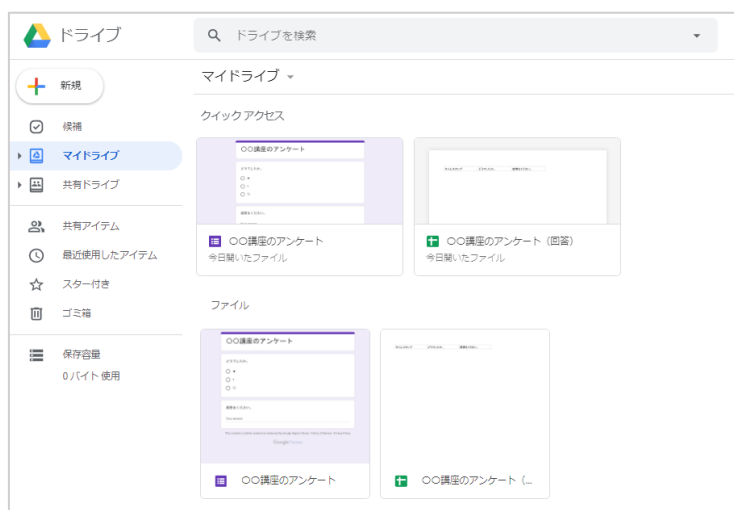 ドライブ
ドライブを検索
新規
候補
マイドライブ
共有ドライブ
共有アイテム
最近使用したアイテム
スター付き
ゴミ箱
保存容量
0 バイト 使用
マイドライブ
クイック アクセス
〇〇講座のアンケート
〇〇講座のアンケート
今日開いたファイル
〇〇講座のアンケート（回答）
今日開いたファイル
ファイル
〇〇講座のアンケート
Google Forms
〇〇講座のアンケート
〇〇講座のアンケート（...